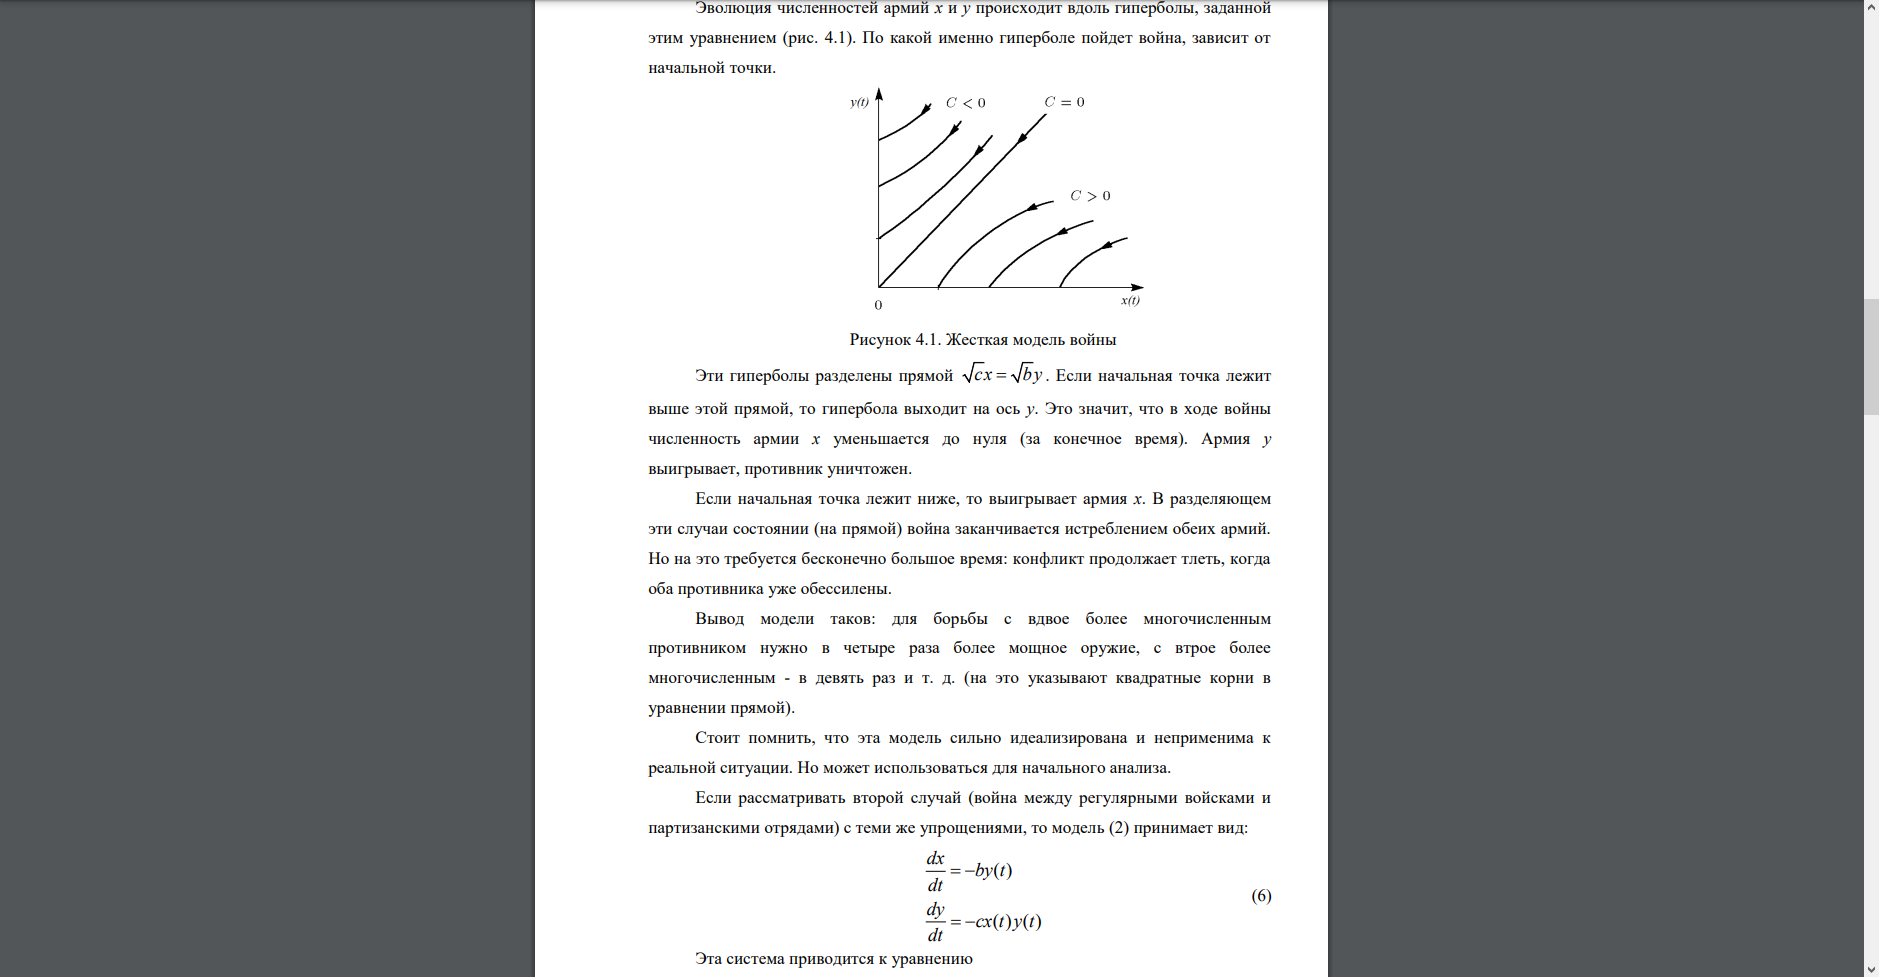 Эволюция численностей армий x и y происходит вдоль гиперболы, заданной
этим уравнением (рис. 4.1). По какой именно гиперболе пойдет война, зависит от
начальной точки.
y(t)
C < 0
C = 0
C > 0
0
x(t)
Рисунок 4.1. Жесткая модель войны
Эти гиперболы разделены прямой √c x = √b y. Если начальная точка лежит
выше этой прямой, то гипербола выходит на ось y. Это значит, что в ходе войны
численность армии x уменьшается до нуля (за конечное время). Армия y
выигрывает, противник уничтожен.
Если начальная точка лежит ниже, то выигрывает армия x. В разделяющем
эти случаи состоянии (на прямой) война заканчивается истреблением обеих армий.
Но на это требуется бесконечно большое время: конфликт продолжает тлеть, когда
оба противника уже обессилены.
Вывод модели таков: для борьбы с вдвое более многочисленным
противником нужно в четыре раза более мощное оружие, с втрое более
многочисленным - в девять раз и т. д. (на это указывают квадратные корни в
уравнении прямой).
Стоит помнить, что эта модель сильно идеализирована и неприменима к
реальной ситуации. Но может использоваться для начального анализа.
Если рассматривать второй случай (война между регулярными войсками и
партизанскими отрядами) с теми же упрощениями, то модель (2) принимает вид:
dx/dt = −by(t)
(6)
dy/dt = −cx(t)y(t)
Эта система приводится к уравнению